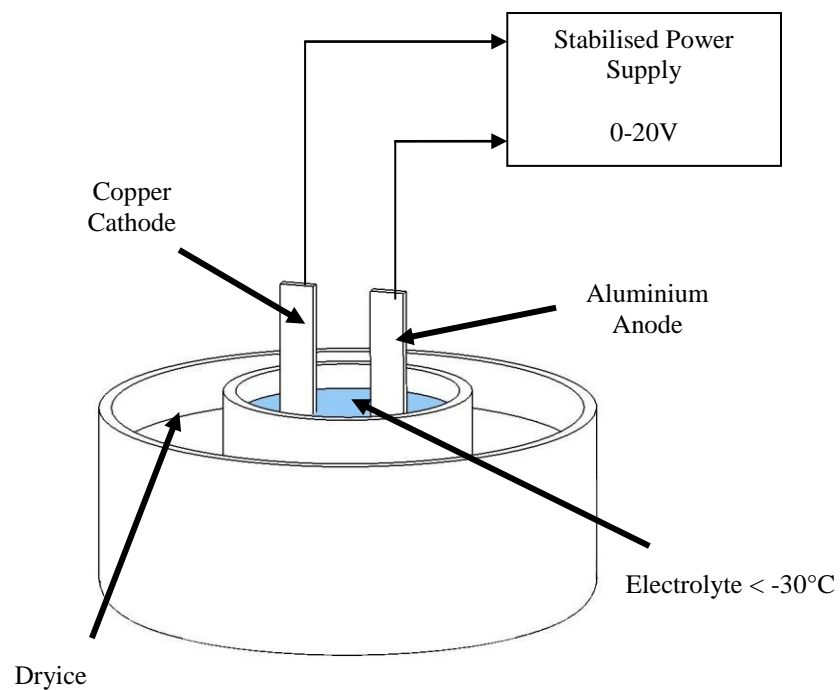 Stabilised Power
Supply
0-20V
Copper
Cathode
Aluminium
Anode
Electrolyte < -30°C
Dryice